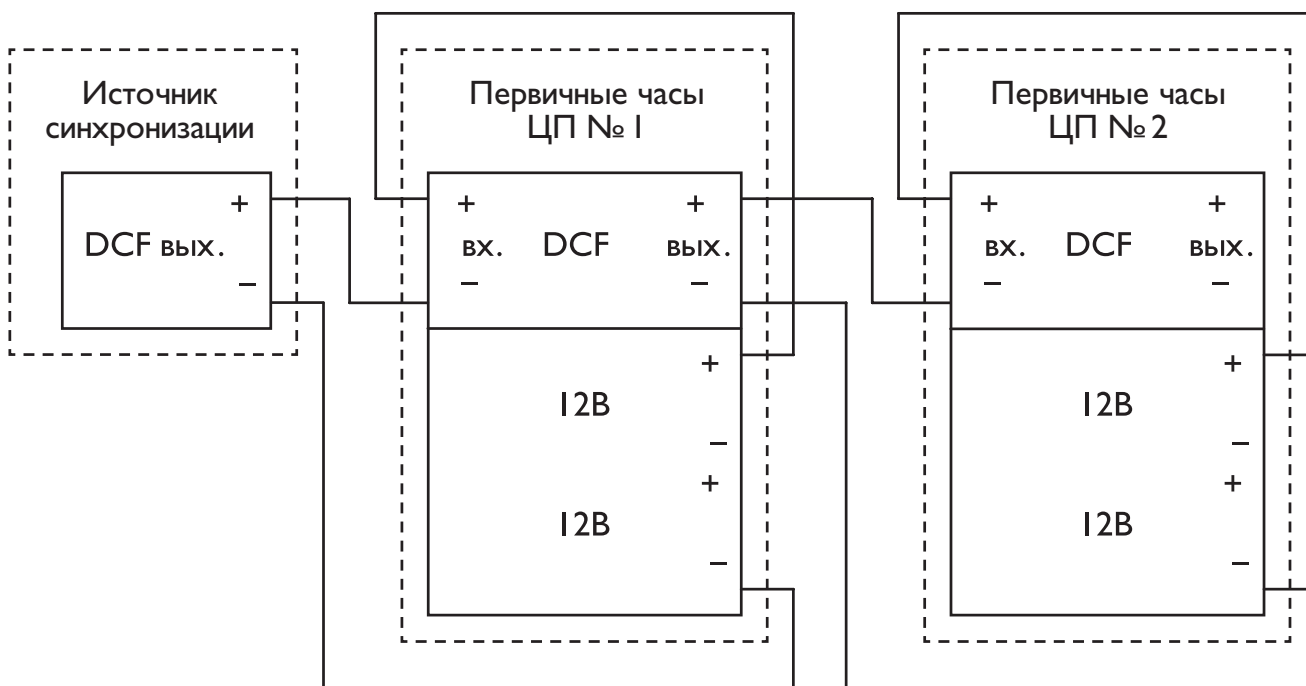 Источник
синхронизации
+
DCF вых.
–
Первичные часы
ЦП № 1
+ +
вх. DCF вых.
– –
+
12В
–
+
12В
–
Первичные часы
ЦП № 2
+ +
вх. DCF вых.
– –
+
12В
–
+
12В
–